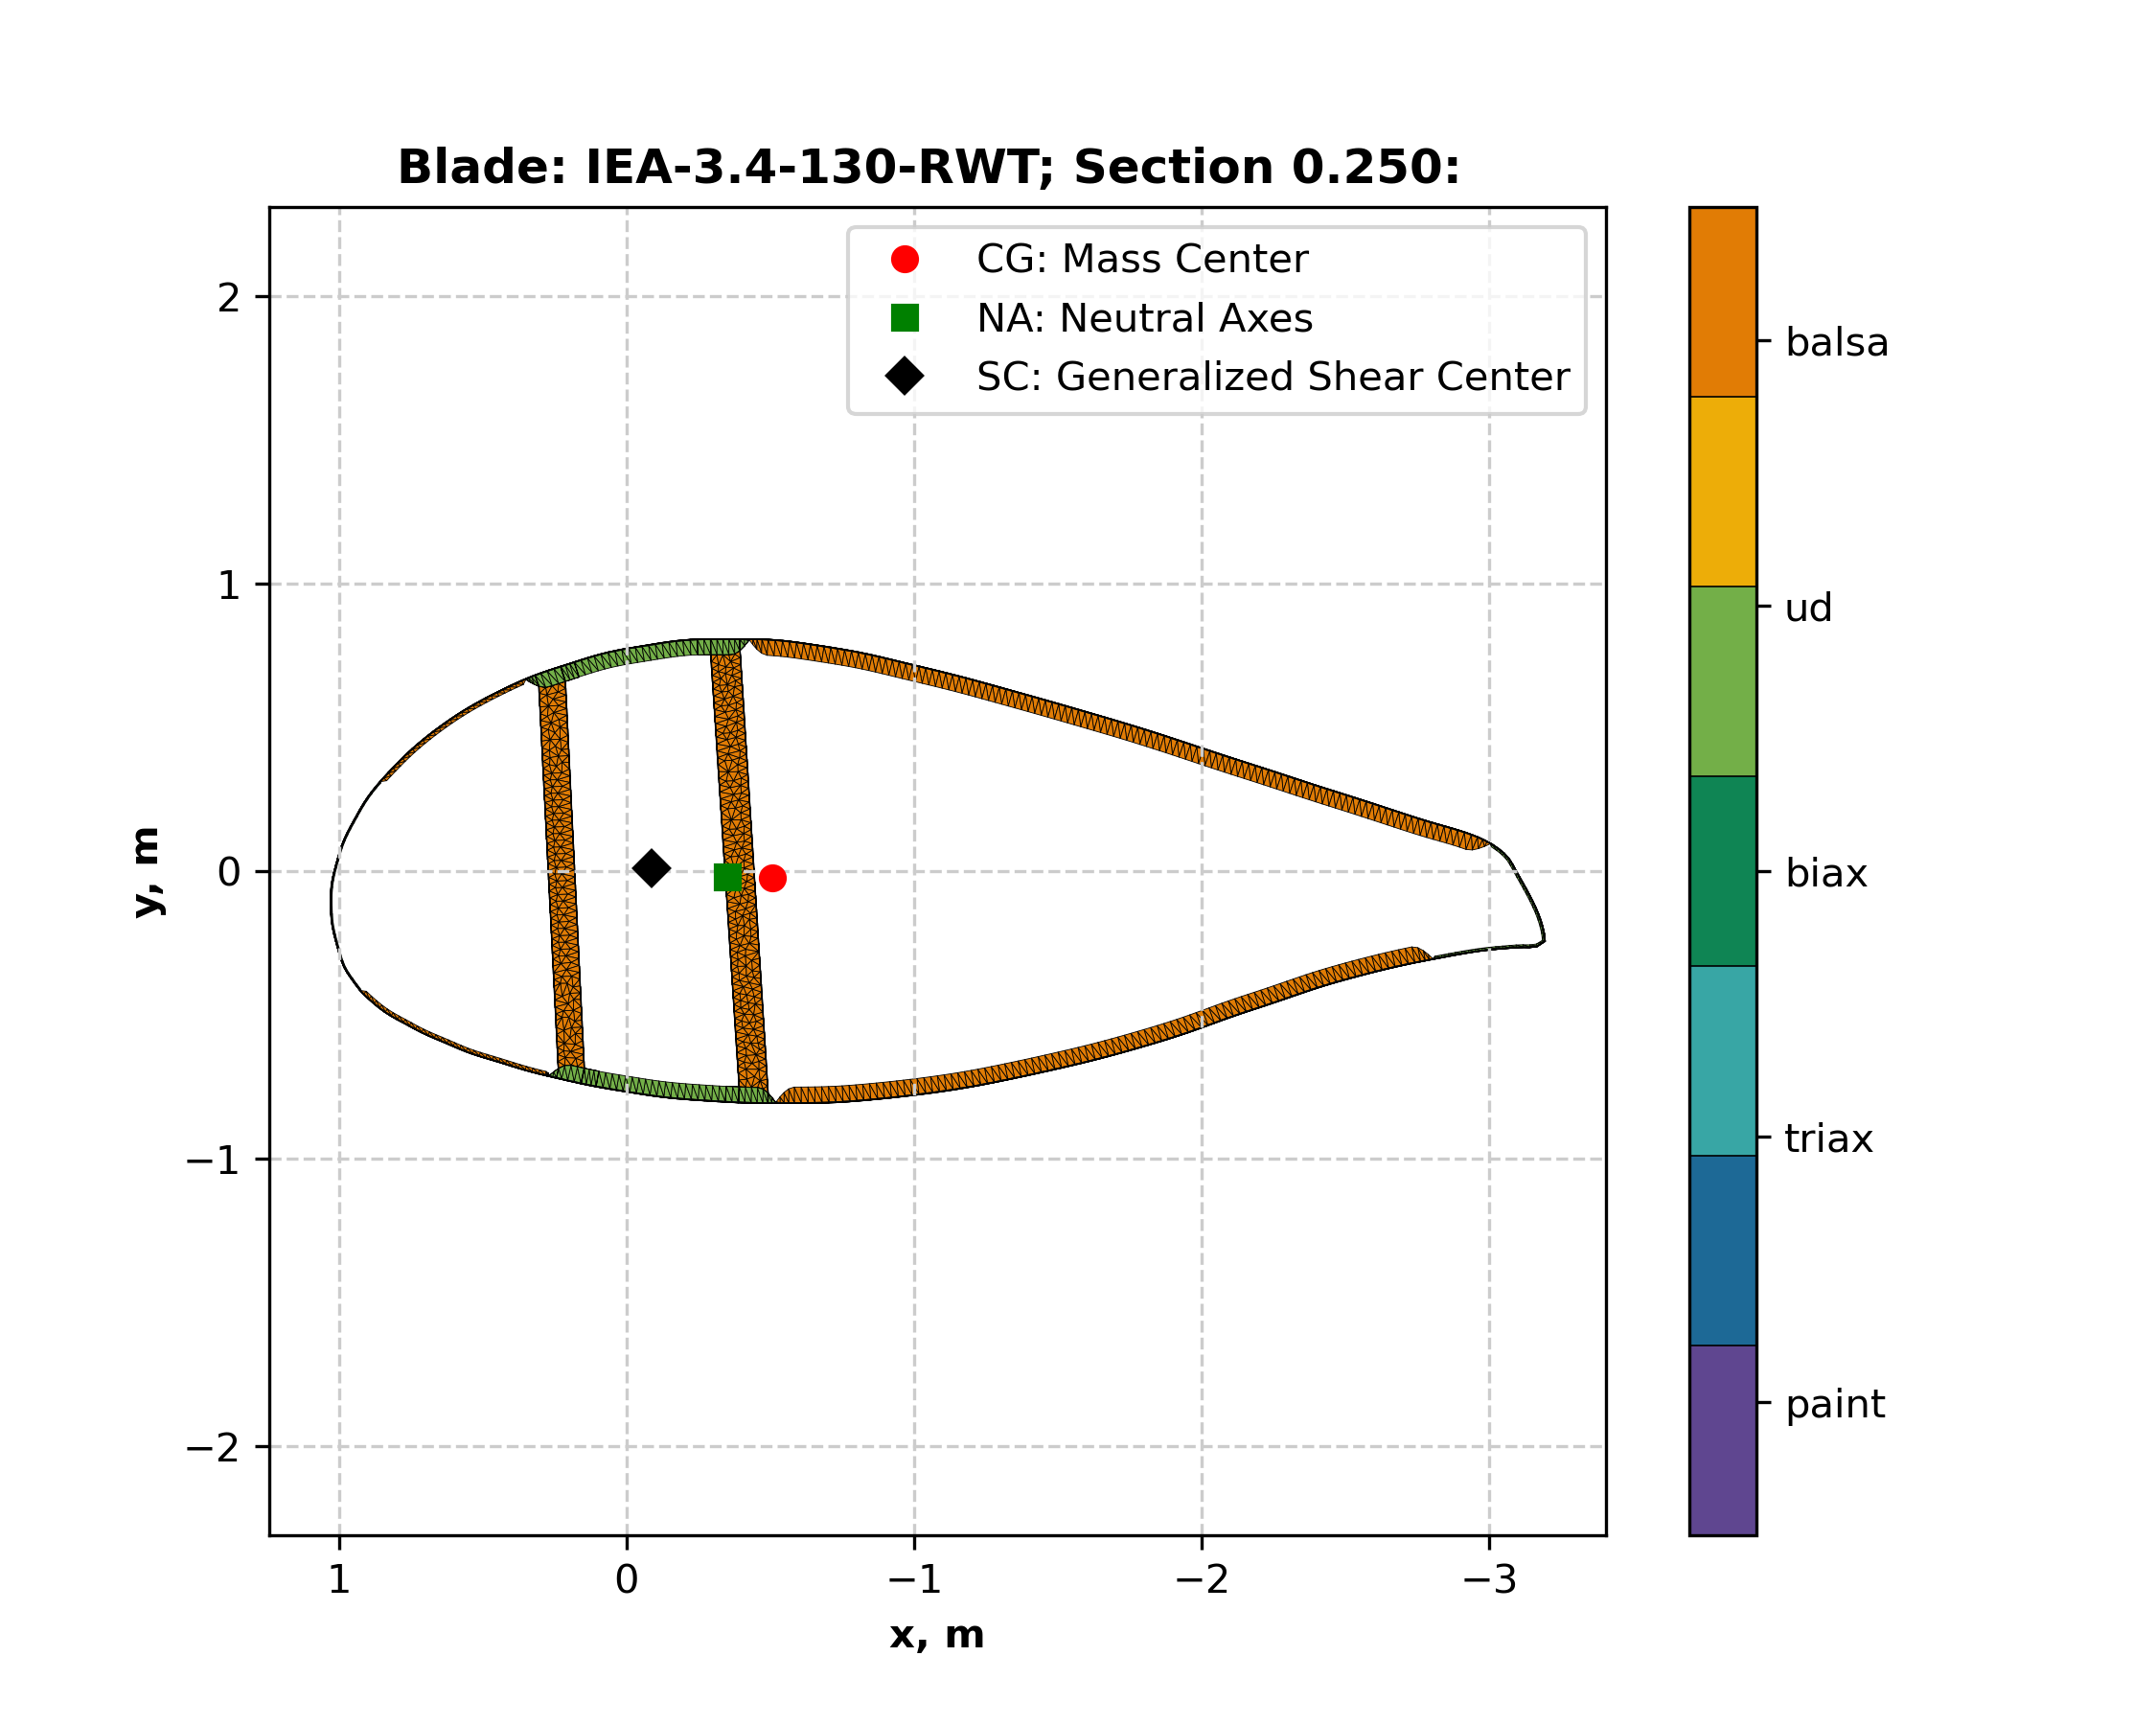 Blade: IEA-3.4-130-RWT; Section 0.250:
CG: Mass Center
NA: Neutral Axes
SC: Generalized Shear Center
2
1
0
−1
−2
y, m
1
0
−1
−2
−3
x, m
balsa
ud
biax
triax
paint